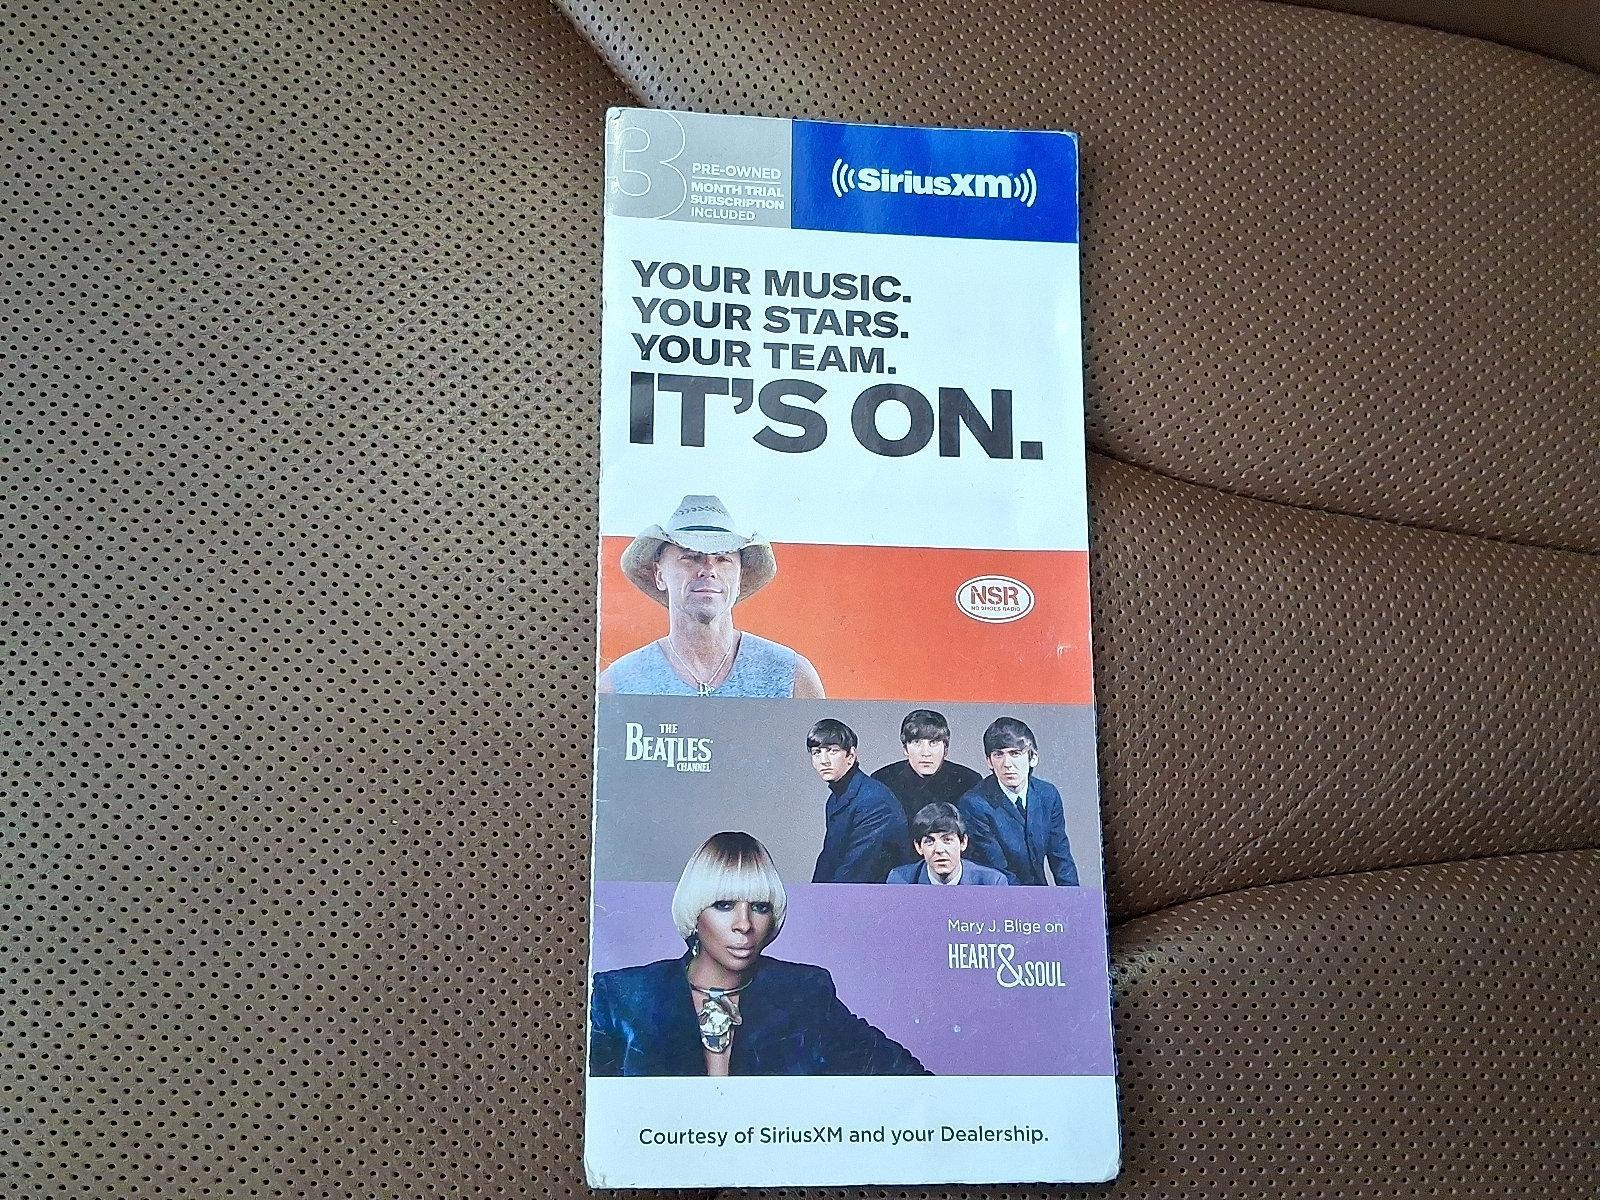 3
PRE-OWNED
MONTH TRIAL
SUBSCRIPTION
INCLUDED
((SiriusXM))
YOUR MUSIC.
YOUR STARS.
YOUR TEAM.
IT'S ON.
NSR
NO SHOES RADIO
THE
BEATLES
CHANNEL
Mary J. Blige on
HEART&SOUL
Courtesy of SiriusXM and your Dealership.